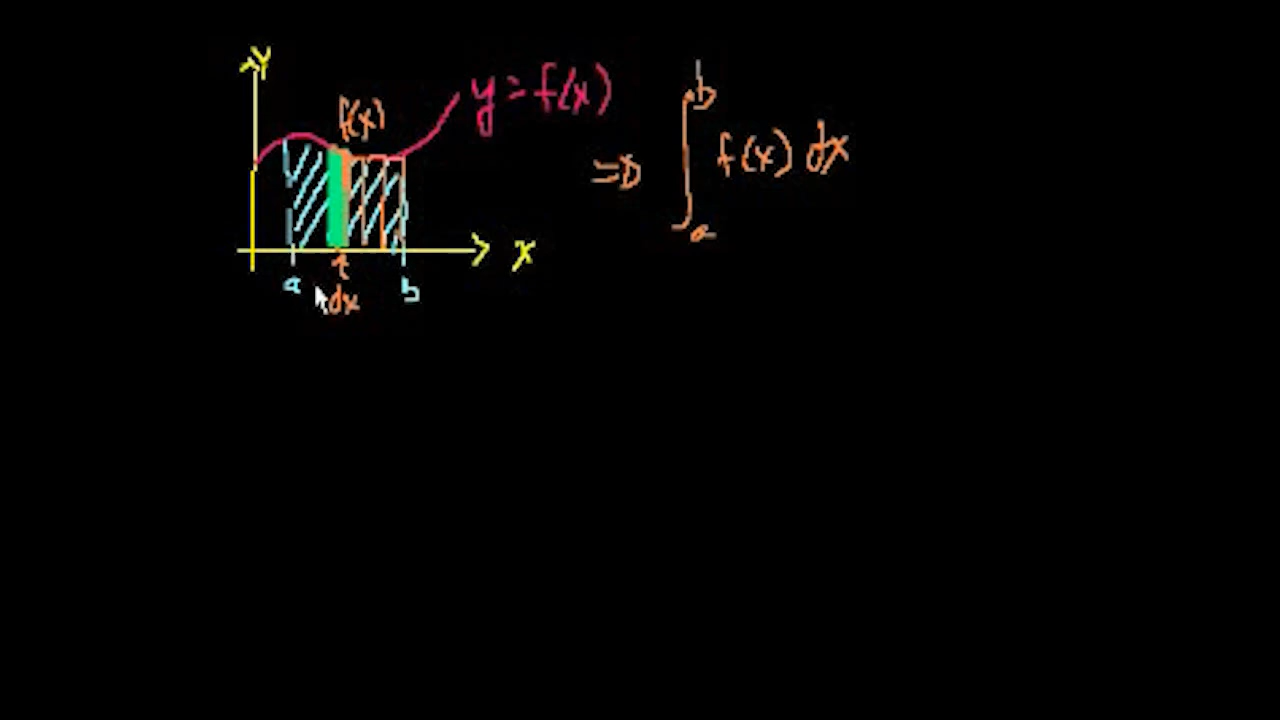 Y
f(x)
y = f(x)
⇒ ∫ₐᵇ f(x) dx
x
a
dx
b